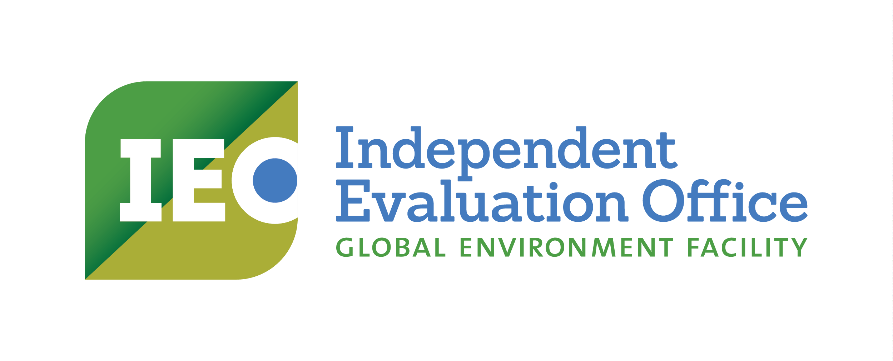 IEO
Independent
Evaluation Office
GLOBAL ENVIRONMENT FACILITY